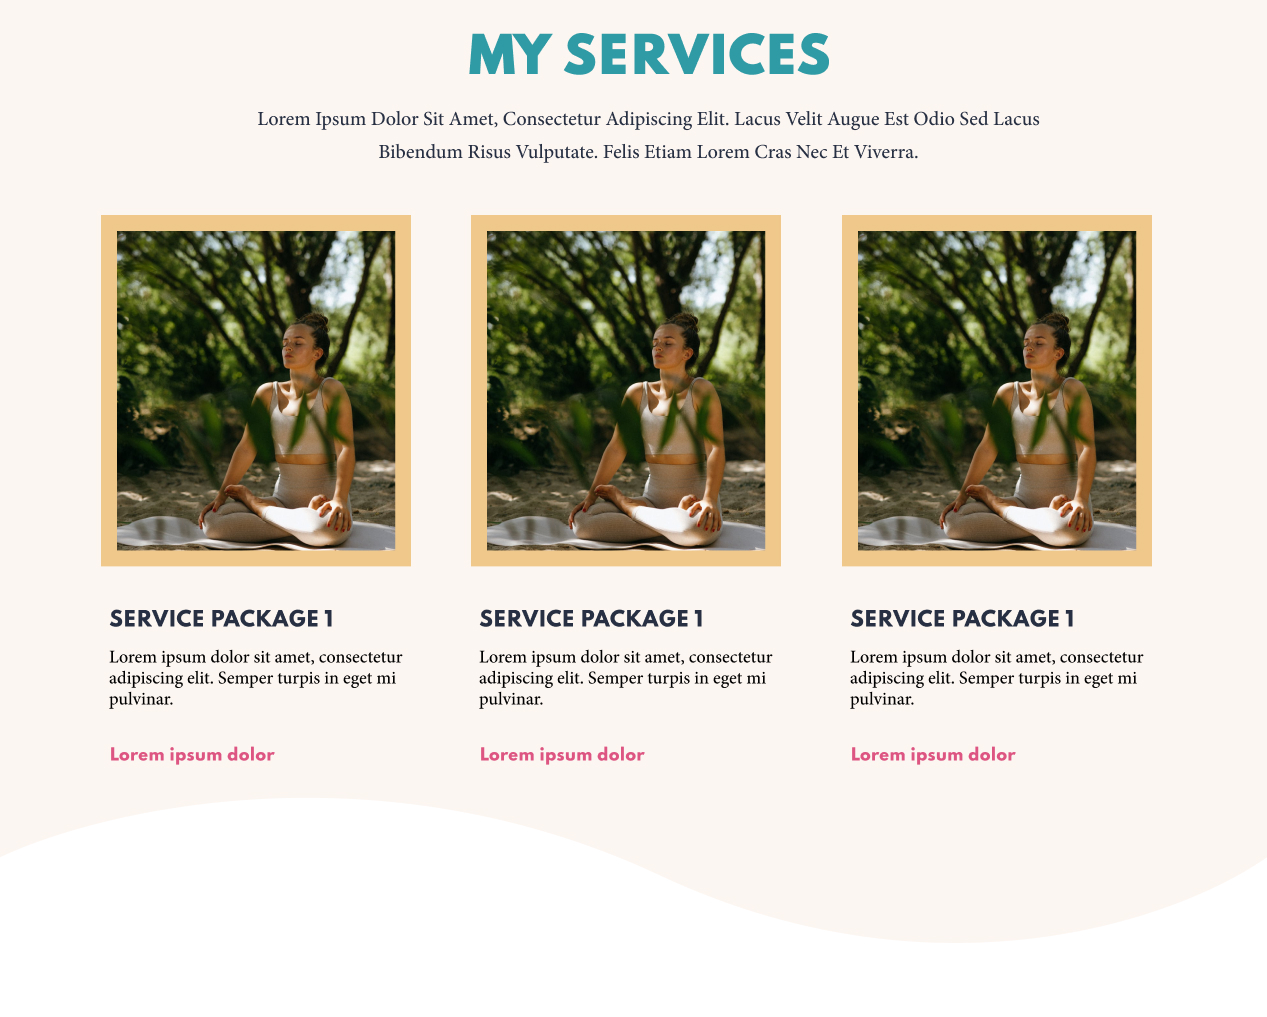 MY SERVICES
Lorem Ipsum Dolor Sit Amet, Consectetur Adipiscing Elit. Lacus Velit Augue Est Odio Sed Lacus
Bibendum Risus Vulputate. Felis Etiam Lorem Cras Nec Et Viverra.
SERVICE PACKAGE 1
Lorem ipsum dolor sit amet, consectetur
adipiscing elit. Semper turpis in eget mi
pulvinar.
Lorem ipsum dolor
SERVICE PACKAGE 1
Lorem ipsum dolor sit amet, consectetur
adipiscing elit. Semper turpis in eget mi
pulvinar.
Lorem ipsum dolor
SERVICE PACKAGE 1
Lorem ipsum dolor sit amet, consectetur
adipiscing elit. Semper turpis in eget mi
pulvinar.
Lorem ipsum dolor